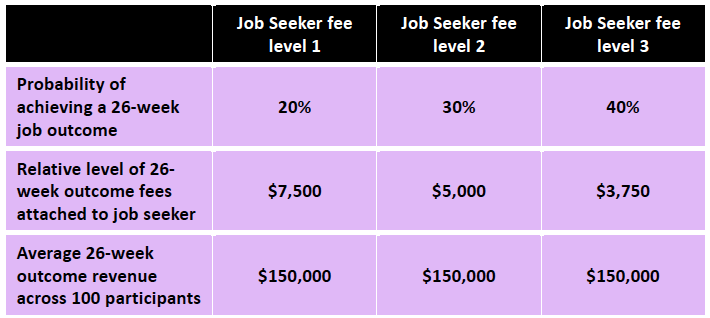 Job Seeker fee
level 1
Job Seeker fee
level 2
Job Seeker fee
level 3
Probability of
achieving a 26-week
job outcome
20%
30%
40%
Relative level of 26-
week outcome fees
attached to job seeker
$7,500
$5,000
$3,750
Average 26-week
outcome revenue
across 100 participants
$150,000
$150,000
$150,000